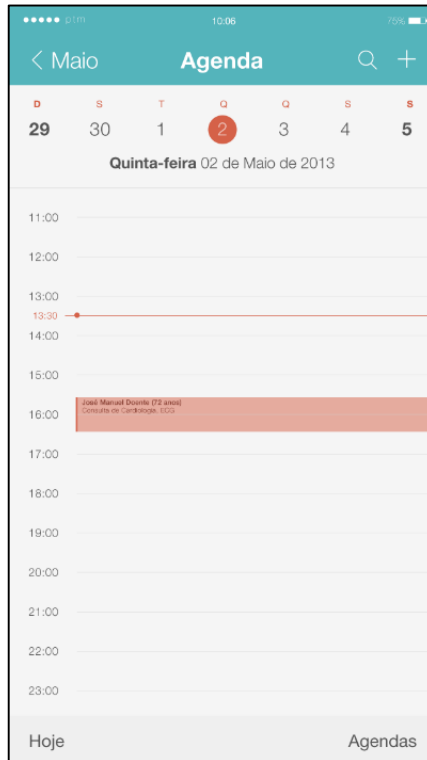 ptm 10:06 75%
Maio Agenda
D S T Q Q S S
29 30 1 2 3 4 5
Quinta-feira 02 de Maio de 2013
11:00
12:00
13:00
13:30
14:00
15:00
José Manuel Doente (72 anos)
Consulta de Cardiologia, ECG
16:00
17:00
18:00
19:00
20:00
21:00
22:00
23:00
Hoje Agendas